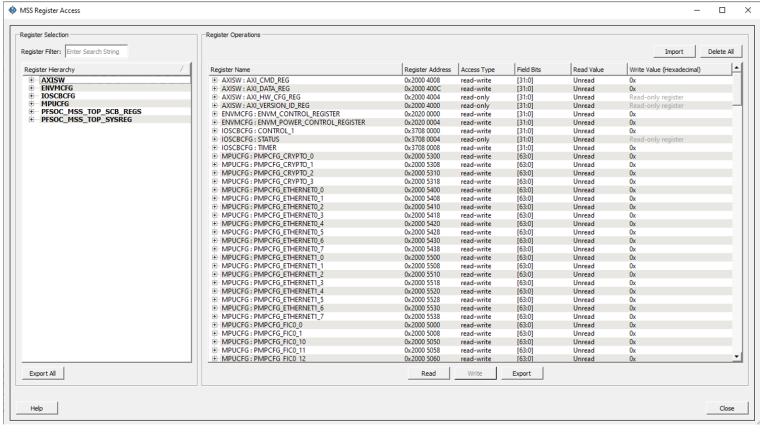 MSS Register Access
Register Selection
Register Filter: Enter Search String
Register Hierarchy
AXISW
ENVMCFG
IOSCBCFG
MPUCFG
PFSOC_MSS_TOP_SCB_REGS
PFSOC_MSS_TOP_SYSREG
Export All
Register Operations
Import Delete All
Register Name Register Address Access Type Field Bits Read Value Write Value (Hexadecimal)
AXISW : AXI_CMD_REG 0x2000 4008 read-write [31:0] Unread 0x
AXISW : AXI_DATA_REG 0x2000 400C read-write [31:0] Unread 0x
AXISW : AXI_HW_CFG_REG 0x2000 4004 read-only [31:0] Unread Read-only register
AXISW : AXI_VERSION_ID_REG 0x2000 4000 read-only [31:0] Unread Read-only register
ENVMCFG : ENVM_CONTROL_REGISTER 0x2020 0000 read-write [31:0] Unread 0x
ENVMCFG : ENVM_POWER_CONTROL_REGISTER 0x2020 0004 read-write [31:0] Unread 0x
IOSCBCFG : CONTROL_1 0x3708 0000 read-write [31:0] Unread 0x
IOSCBCFG : STATUS 0x3708 0004 read-only [31:0] Unread Read-only register
IOSCBCFG : TIMER 0x3708 0008 read-write [31:0] Unread 0x
MPUCFG : PMPCFG_CRYPTO_0 0x2000 5300 read-write [63:0] Unread 0x
MPUCFG : PMPCFG_CRYPTO_1 0x2000 5308 read-write [63:0] Unread 0x
MPUCFG : PMPCFG_CRYPTO_2 0x2000 5310 read-write [63:0] Unread 0x
MPUCFG : PMPCFG_CRYPTO_3 0x2000 5318 read-write [63:0] Unread 0x
MPUCFG : PMPCFG_ETHERNET0_0 0x2000 5400 read-write [63:0] Unread 0x
MPUCFG : PMPCFG_ETHERNET0_1 0x2000 5408 read-write [63:0] Unread 0x
MPUCFG : PMPCFG_ETHERNET0_2 0x2000 5410 read-write [63:0] Unread 0x
MPUCFG : PMPCFG_ETHERNET0_3 0x2000 5418 read-write [63:0] Unread 0x
MPUCFG : PMPCFG_ETHERNET0_4 0x2000 5420 read-write [63:0] Unread 0x
MPUCFG : PMPCFG_ETHERNET0_5 0x2000 5428 read-write [63:0] Unread 0x
MPUCFG : PMPCFG_ETHERNET0_6 0x2000 5430 read-write [63:0] Unread 0x
MPUCFG : PMPCFG_ETHERNET0_7 0x2000 5438 read-write [63:0] Unread 0x
MPUCFG : PMPCFG_ETHERNET1_0 0x2000 5500 read-write [63:0] Unread 0x
MPUCFG : PMPCFG_ETHERNET1_1 0x2000 5508 read-write [63:0] Unread 0x
MPUCFG : PMPCFG_ETHERNET1_2 0x2000 5510 read-write [63:0] Unread 0x
MPUCFG : PMPCFG_ETHERNET1_3 0x2000 5518 read-write [63:0] Unread 0x
MPUCFG : PMPCFG_ETHERNET1_4 0x2000 5520 read-write [63:0] Unread 0x
MPUCFG : PMPCFG_ETHERNET1_5 0x2000 5528 read-write [63:0] Unread 0x
MPUCFG : PMPCFG_ETHERNET1_6 0x2000 5530 read-write [63:0] Unread 0x
MPUCFG : PMPCFG_ETHERNET1_7 0x2000 5538 read-write [63:0] Unread 0x
MPUCFG : PMPCFG_FIC0_0 0x2000 5000 read-write [63:0] Unread 0x
MPUCFG : PMPCFG_FIC0_1 0x2000 5008 read-write [63:0] Unread 0x
MPUCFG : PMPCFG_FIC0_10 0x2000 5050 read-write [63:0] Unread 0x
MPUCFG : PMPCFG_FIC0_11 0x2000 5058 read-write [63:0] Unread 0x
MPUCFG : PMPCFG_FIC0_12 0x2000 5060 read-write [63:0] Unread 0x
Read Write Export
Help Close